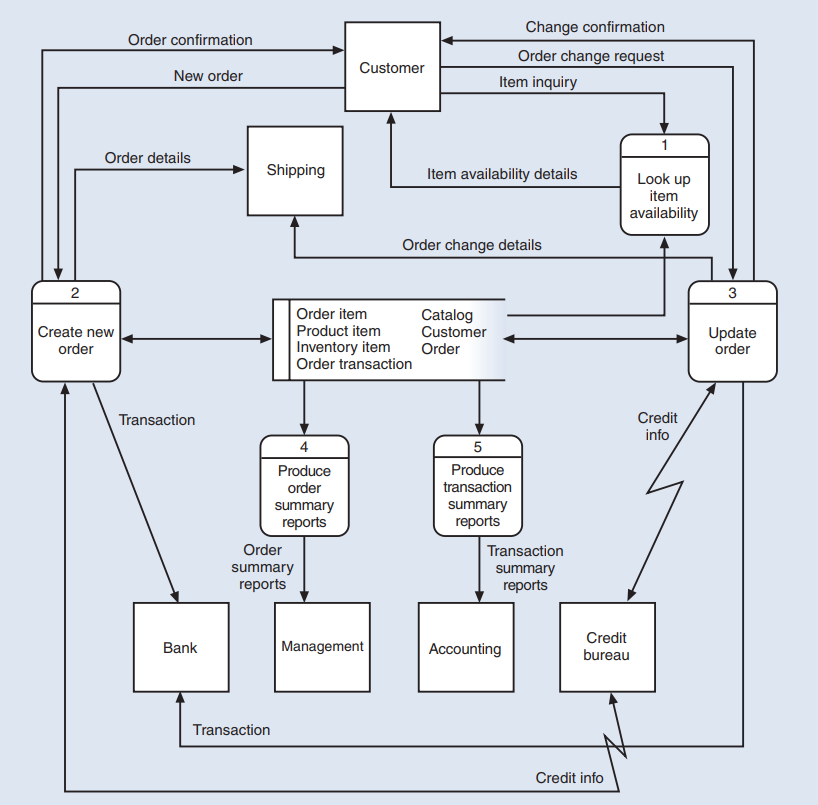 Change confirmation
Order confirmation
Order change request
Customer
New order
Item inquiry
1
Order details
Shipping
Item availability details
Look up
item
availability
Order change details
2
3
Create new
order
Order item
Product item
Inventory item
Order transaction
Catalog
Customer
Order
Update
order
Transaction
Credit
info
4
5
Produce
order
summary
reports
Produce
transaction
summary
reports
Order
summary
reports
Transaction
summary
reports
Bank
Management
Accounting
Credit
bureau
Transaction
Credit info